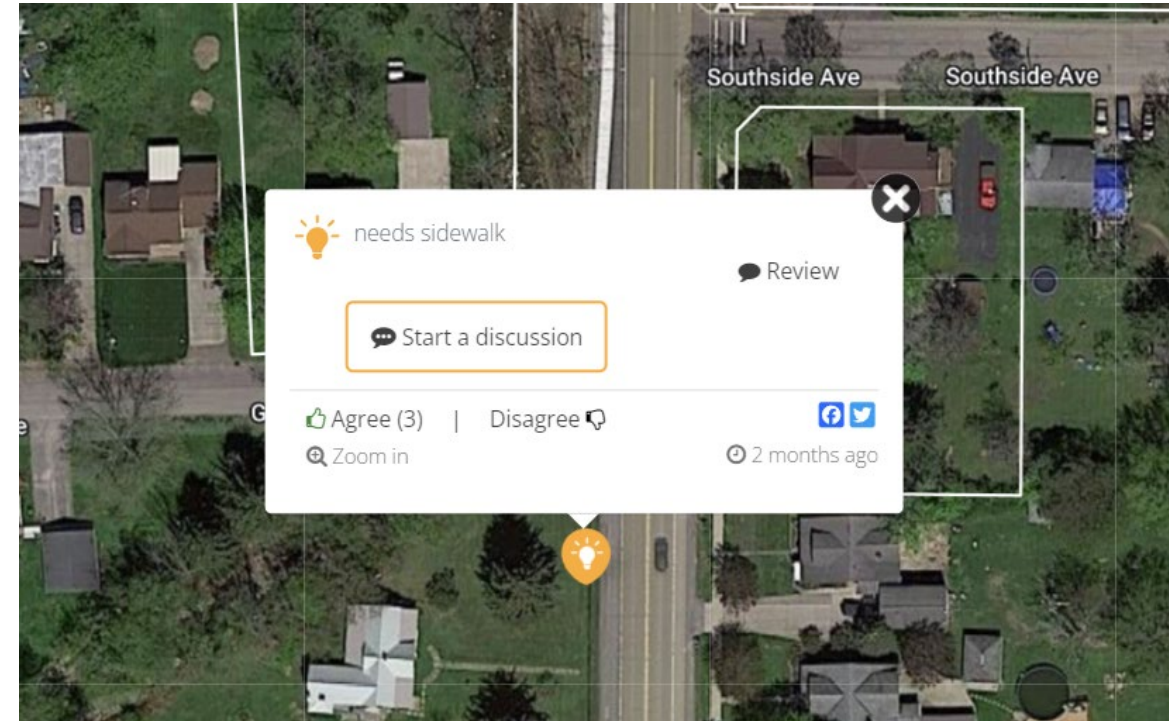 Southside Ave Southside Ave
needs sidewalk
Review
Start a discussion
G
e
Agree (3) | Disagree
Zoom in
2 months ago